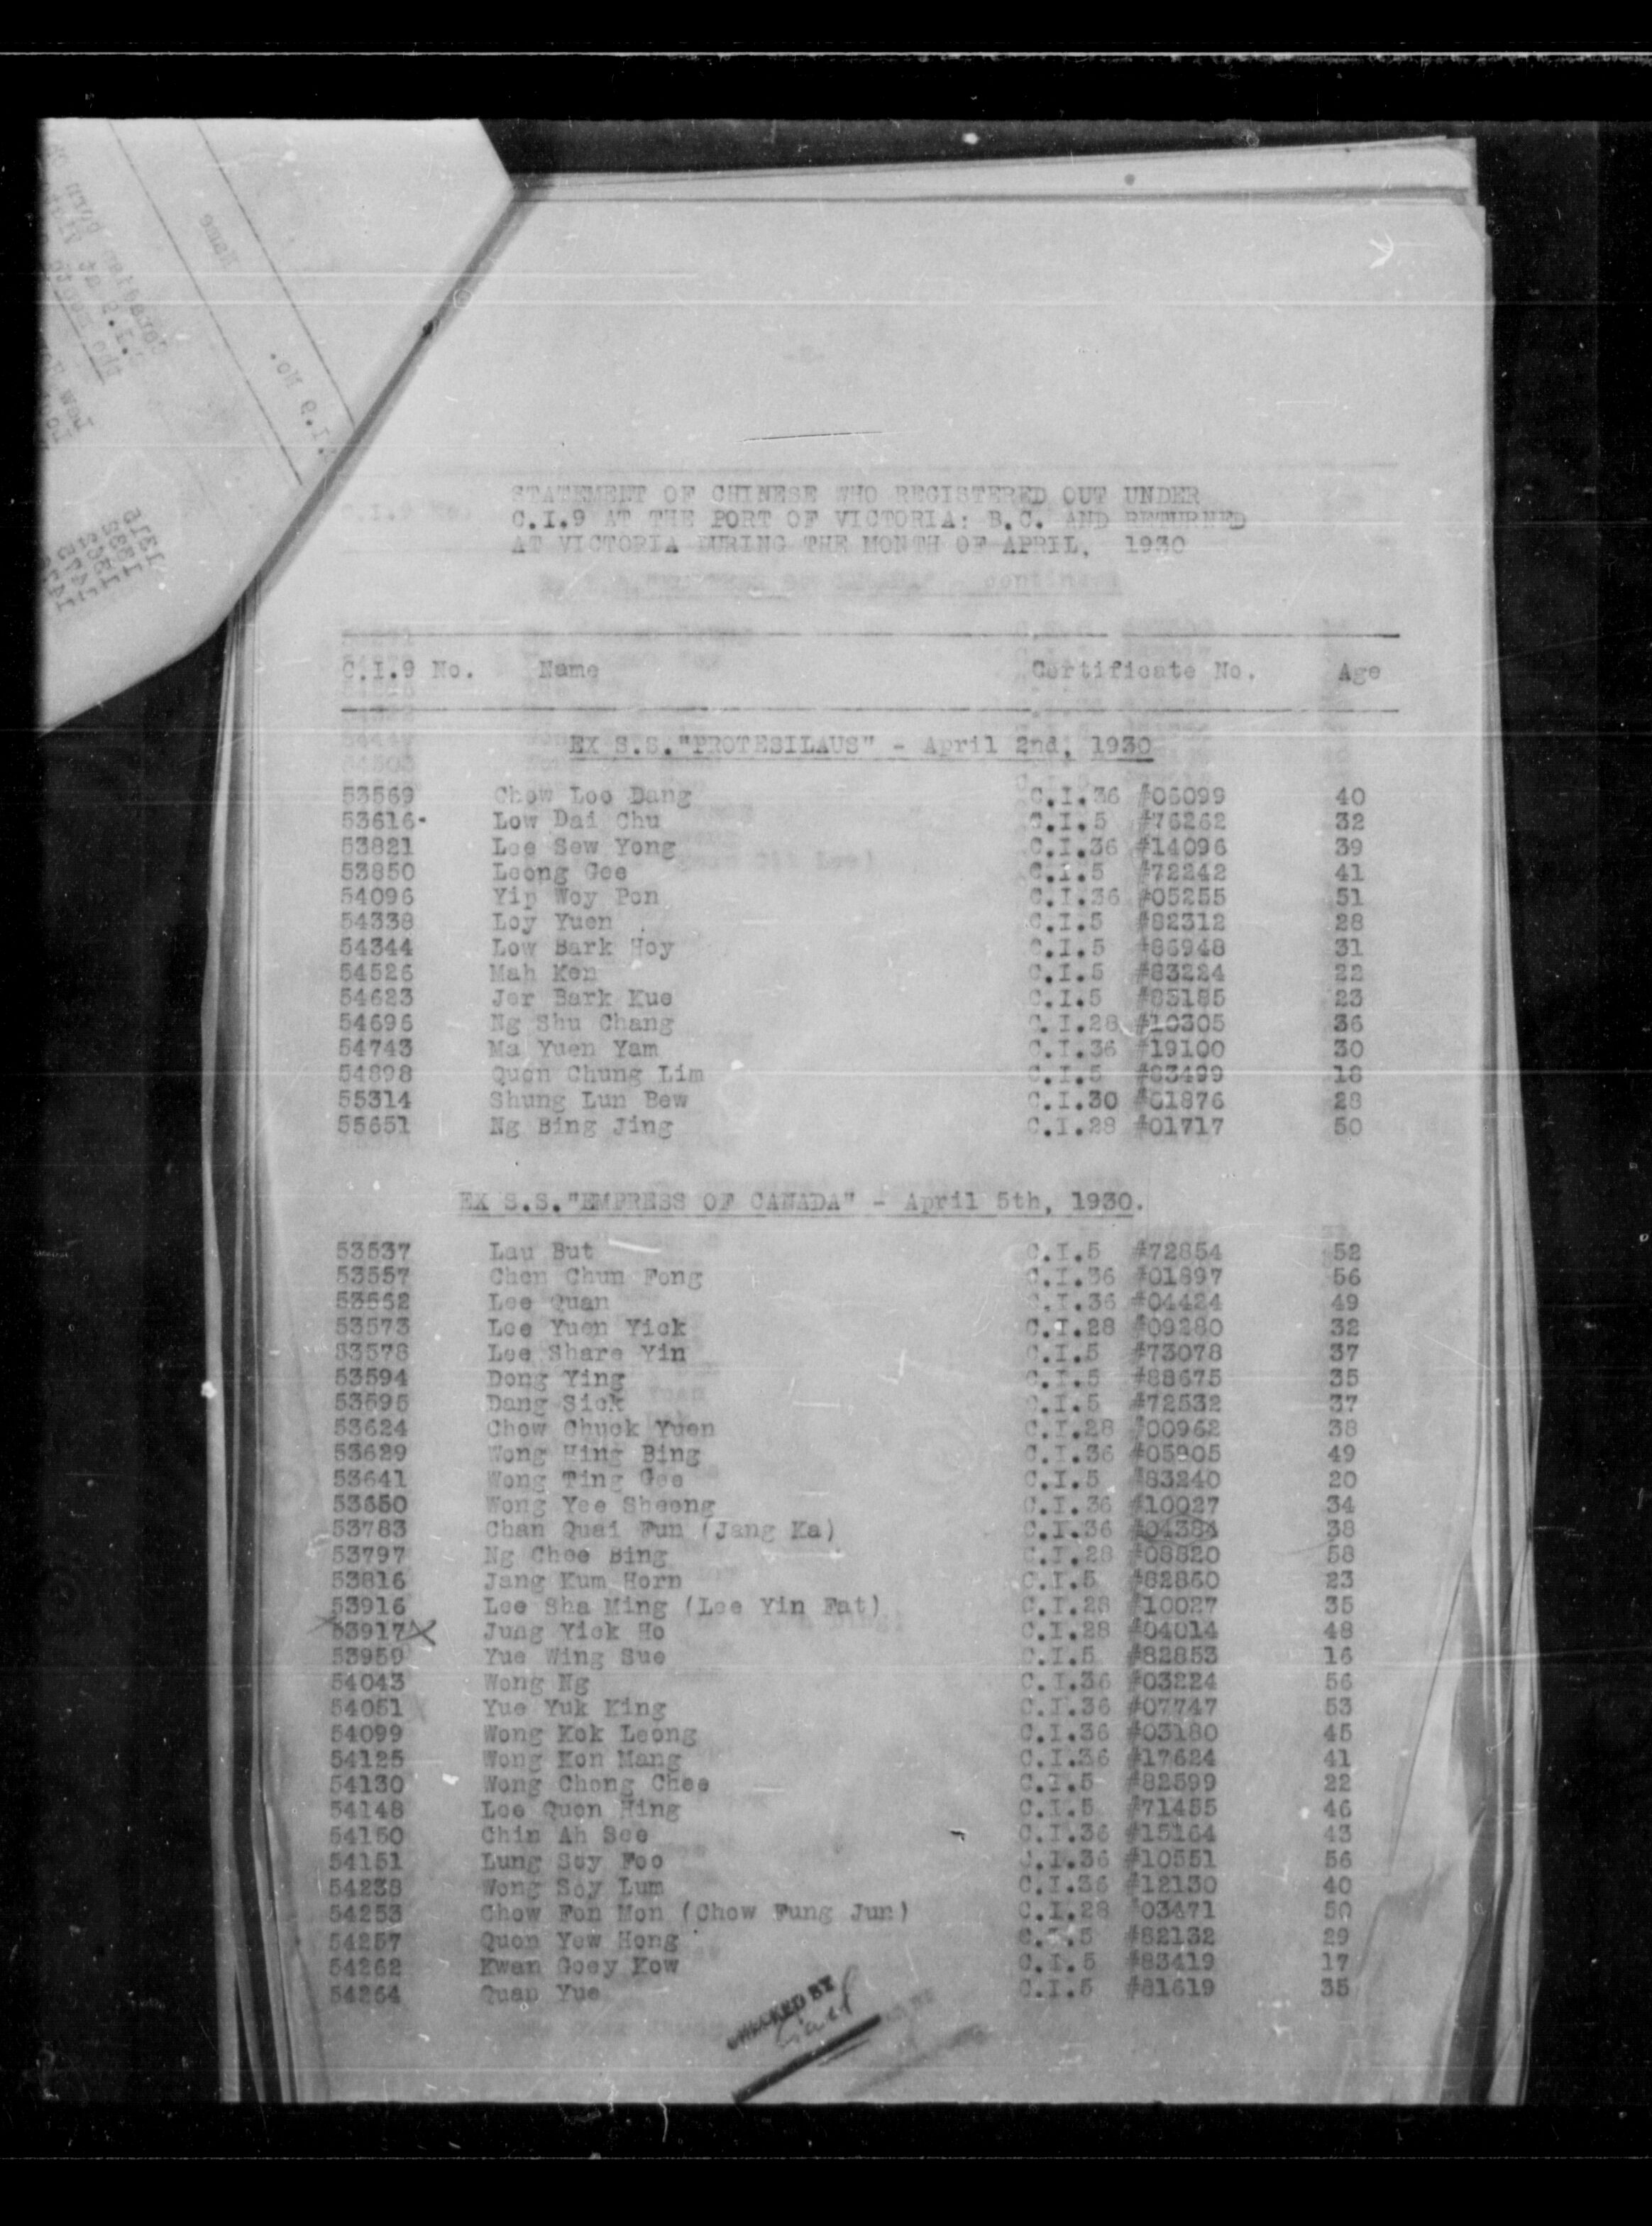 STATEMENT OF CHINESE WHO REGISTERED OUT UNDER
C.I.9 AT THE PORT OF VICTORIA: B.C. AND RETURNED
AT VICTORIA DURING THE MONTH OF APRIL, 1930
C.I.9 No. Name Certificate No. Age
EX S.S."PROTESILAUS" - April 2nd, 1930
53569 Chow Loo Dang C.I.36 #06099 40
53616- Low Dai Chu C.I.5 #76262 32
53821 Lee Sew Yong C.I.36 #14096 39
53850 Leong Gee C.I.5 #72242 41
54096 Yip Woy Pon C.I.36 #05255 51
54338 Loy Yuen C.I.5 #82312 28
54344 Low Bark Hoy C.I.5 #86948 31
54526 Mah Ken C.I.5 #83224 22
54623 Jer Bark Kue C.I.5 #85185 23
54696 Ng Shu Chang C.I.28 #10305 36
54743 Ma Yuen Yam C.I.36 #19100 30
54898 Quon Chung Lim C.I.5 #83499 18
55314 Shung Lun Bew C.I.30 #01876 28
55651 Ng Bing Jing C.I.28 #01717 50
EX S.S."EMPRESS OF CANADA" - April 5th, 1930.
53537 Lau But C.I.5 #72854 52
53557 Chen Chun Fong C.I.36 #01897 56
53562 Lee Quan C.I.36 #04424 49
53573 Lee Yuen Yick C.I.28 #09280 32
53578 Lee Share Yin C.I.5 #73078 37
53594 Dong Ying C.I.5 #88675 35
53595 Dang Sick C.I.5 #72532 37
53624 Chow Chuck Yuen C.I.28 #00962 38
53629 Wong Hing Bing C.I.36 #05805 49
53641 Wong Ting Gee C.I.5 #83240 20
53650 Wong Yee Sheong C.I.36 #10027 34
53783 Chan Quai Fun (Jang Ka) C.I.36 #04384 38
53797 Ng Chee Bing C.I.28 #08820 58
53816 Jang Kum Horn C.I.5 #82860 23
53916 Lee Sha Ming (Lee Yin Fat) C.I.28 #10027 35
53917 Jung Yick Ho C.I.28 #04014 48
53959 Yue Wing Sue C.I.5 #82853 16
54043 Wong Ng C.I.36 #03224 56
54051 Yue Yuk King C.I.36 #07747 53
54099 Wong Kok Leong C.I.36 #03180 45
54125 Wong Kon Mang C.I.36 #17624 41
54130 Wong Chong Chee C.I.5 #82599 22
54148 Lee Quon Hing C.I.5 #71455 46
54150 Chin Ah See C.I.36 #15164 43
54151 Lung Soy Foo C.I.36 #10551 56
54238 Wong Soy Lum C.I.36 #12130 40
54253 Chow Fon Mon (Chow Fung Jun) C.I.28 #03471 50
54257 Quon Yew Hong C.I.5 #82132 29
54262 Kwan Goey Kow C.I.5 #83419 17
54264 Quan Yue C.I.5 #81619 35
CHECKED BY